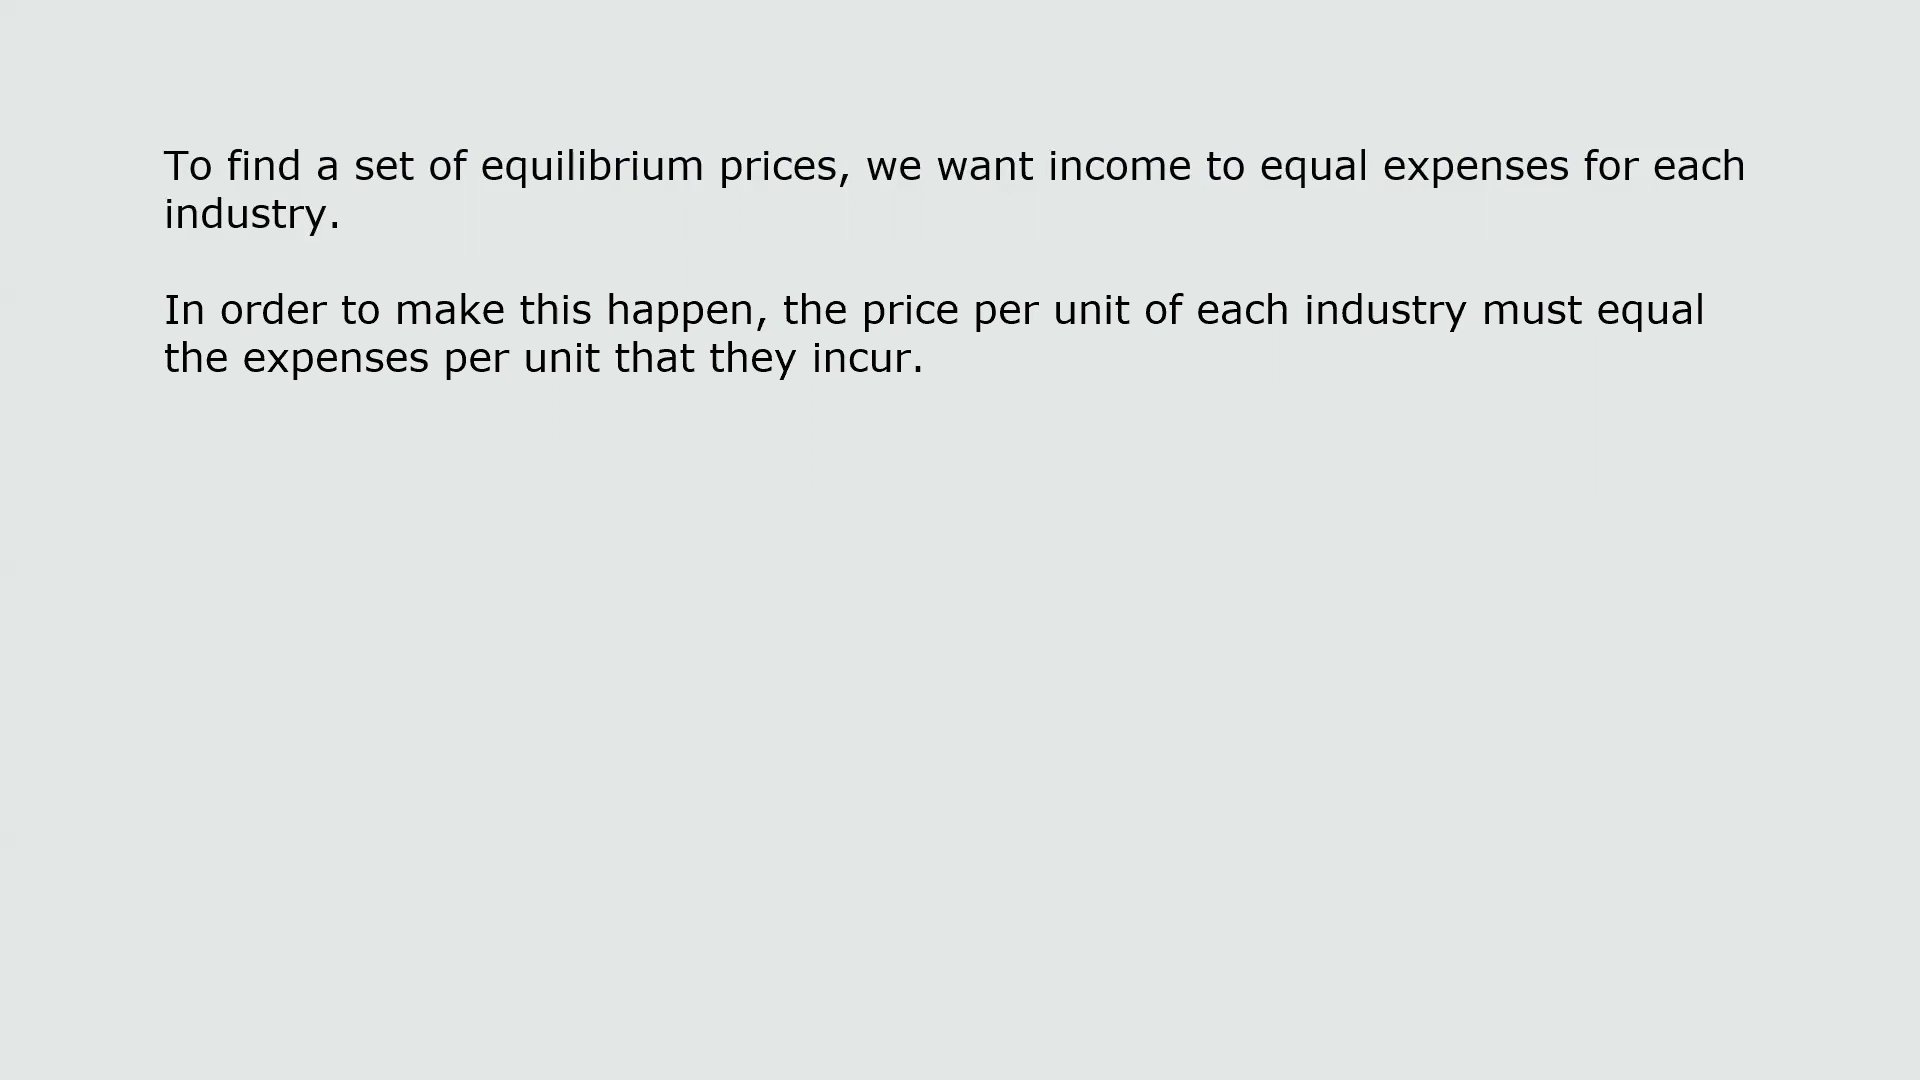 To find a set of equilibrium prices, we want income to equal expenses for each
industry.
In order to make this happen, the price per unit of each industry must equal
the expenses per unit that they incur.